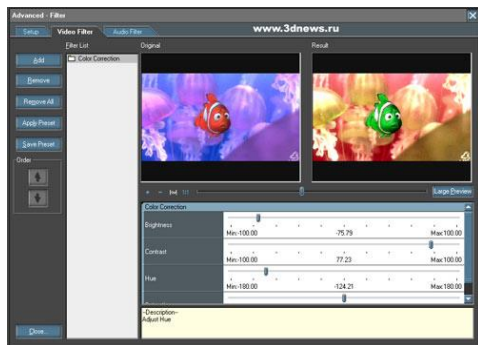 Advanced - Filter
Setup
Video Filter
Audio Filter
www.3dnews.ru
Filter List
Original
Result
Add
Color Correction
Remove
Remove All
Apply Preset
Save Preset
Order
1:1
Large Preview
Color Correction
Brightness
Min:-100.00 -75.79 Max:100.00
Contrast
Min:-100.00 77.23 Max:100.00
Hue
Min:-180.00 -124.21 Max:180.00
--Description--
Adjust Hue
Close...